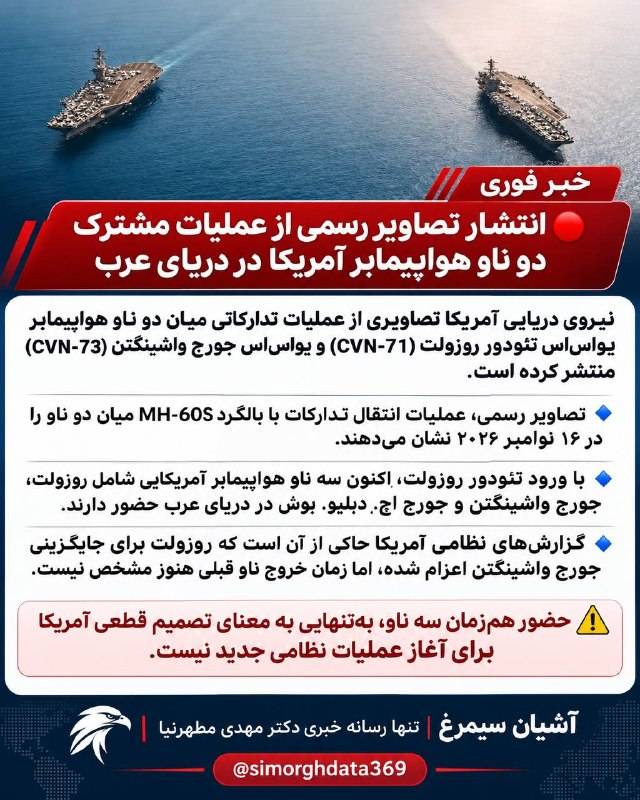 خبر فوری
انتشار تصاویر رسمی از عملیات مشترک
دو ناو هواپیمابر آمریکا در دریای عرب
نیروی دریایی آمریکا تصاویری از عملیات تدارکاتی میان دو ناو هواپیمابر
یواس‌اس تئودور روزولت (CVN-71) و یواس‌اس جورج واشینگتن (CVN-73)
منتشر کرده است.
تصاویر رسمی، عملیات انتقال تدارکات با بالگرد MH-60S میان دو ناو را
در ۱۶ نوامبر ۲۰۲۶ نشان می‌دهند.
با ورود تئودور روزولت، اکنون سه ناو هواپیمابر آمریکایی شامل روزولت،
جورج واشینگتن و جورج اچ. دبلیو. بوش در دریای عرب حضور دارند.
گزارش‌های نظامی آمریکا حاکی از آن است که روزولت برای جایگزینی
جورج واشینگتن اعزام شده، اما زمان خروج ناو قبلی هنوز مشخص نیست.
حضور هم‌زمان سه ناو، به‌تنهایی به معنای تصمیم قطعی آمریکا
برای آغاز عملیات نظامی جدید نیست.
آشیان سیمرغ | تنها رسانه خبری دکتر مهدی مطهرنیا |
@simorghdata369